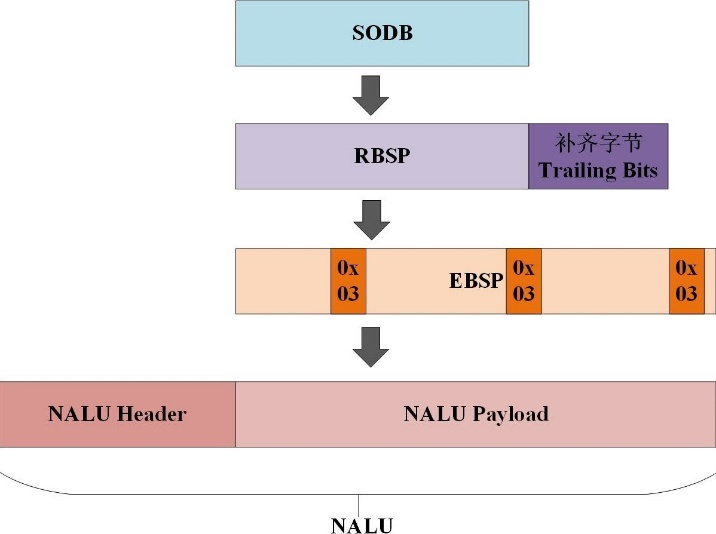 SODB
RBSP
补齐字节
Trailing Bits
0x
03
EBSP
0x
03
0x
03
NALU Header
NALU Payload
NALU